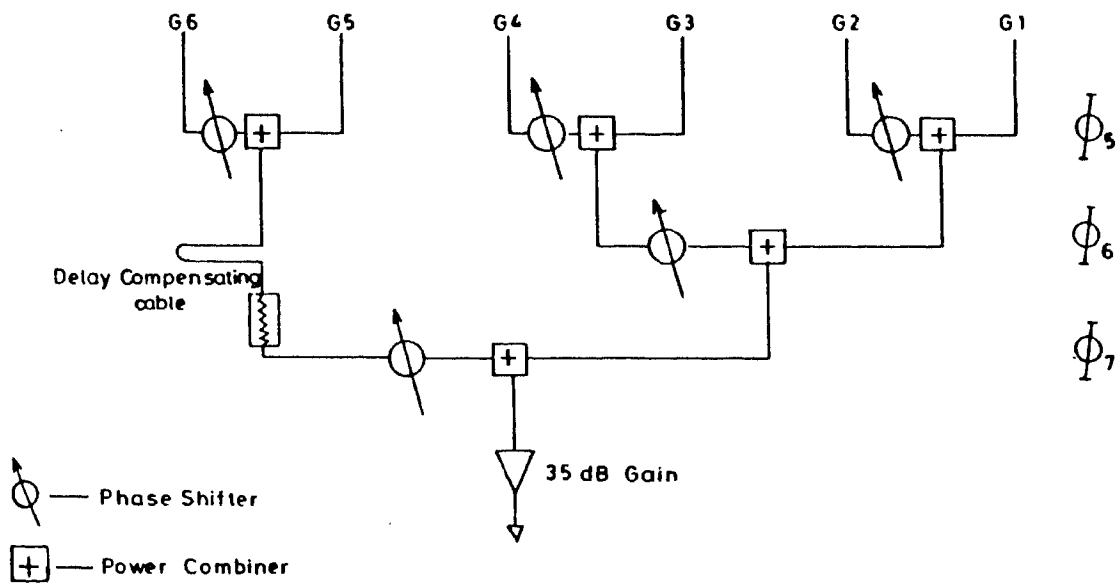 G6 G5 G4 G3 G2 G1
Φ5
Φ6
Delay Compensating
cable
Φ7
35 dB Gain
Phase Shifter
+ Power Combiner